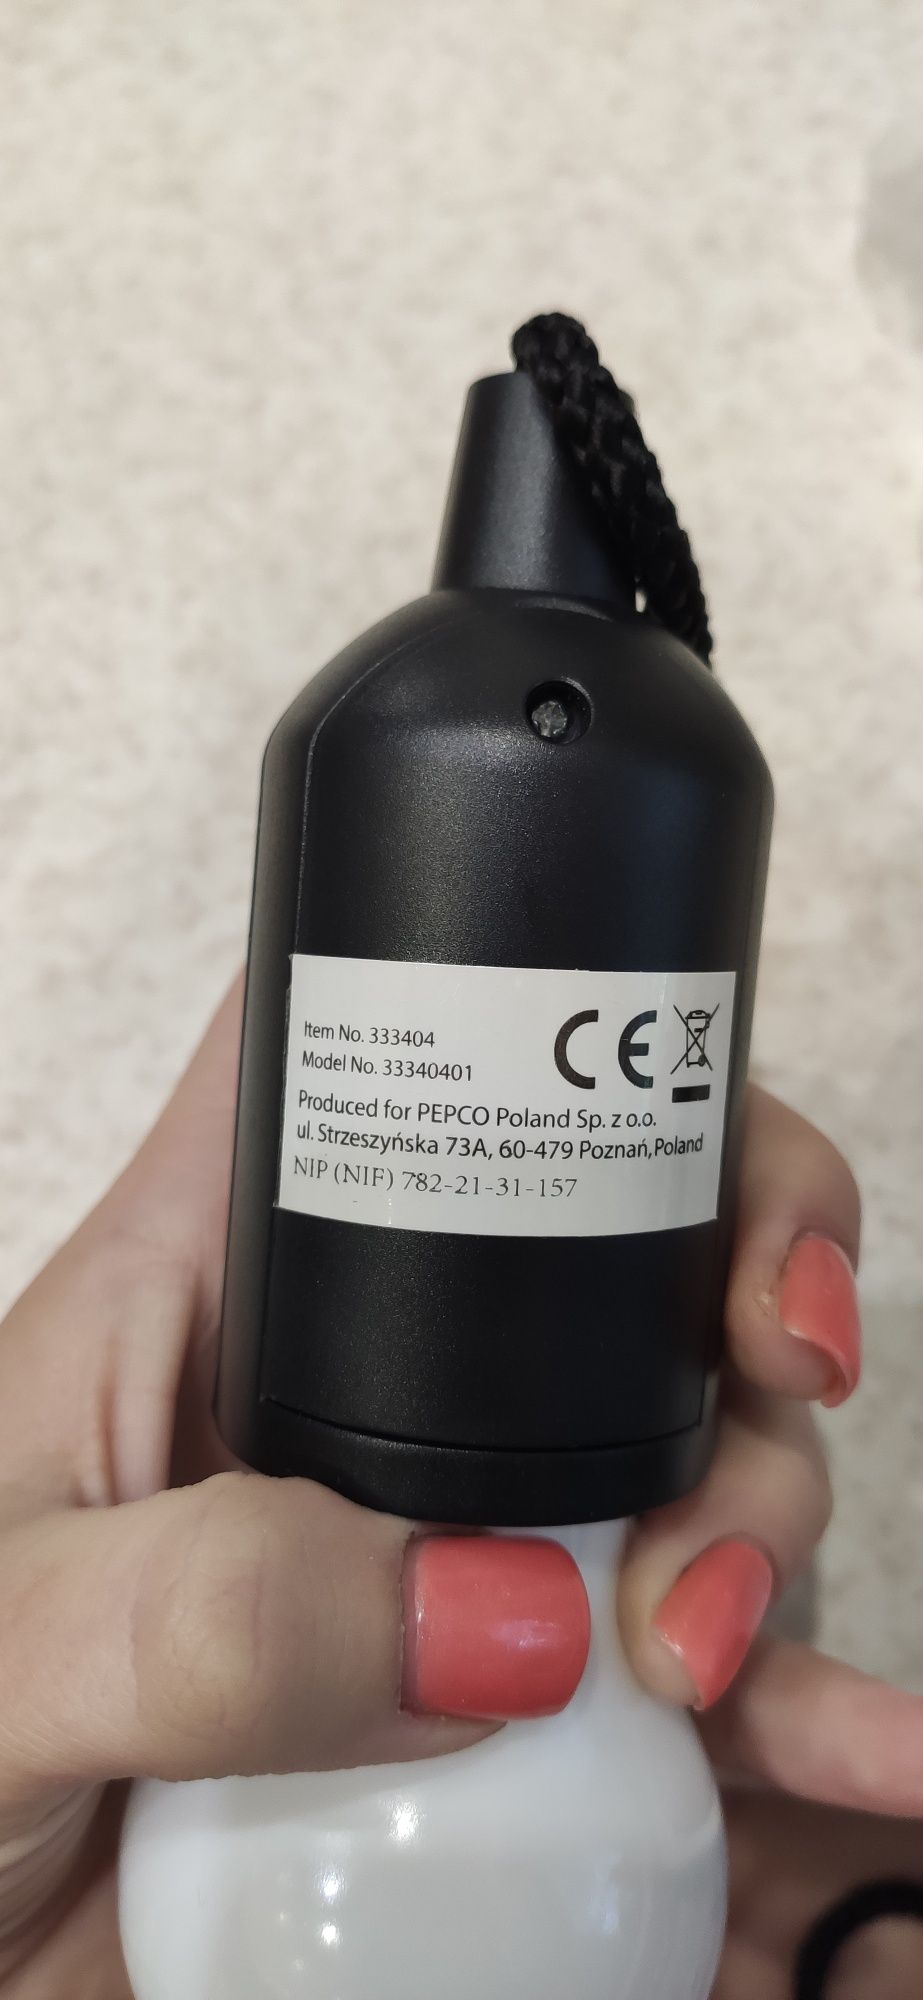 Item No. 333404
Model No. 33340401
CE
Produced for PEPCO Poland Sp. z o.o.
ul. Strzeszyńska 73A, 60-479 Poznań, Poland
NIP (NIF) 782-21-31-157